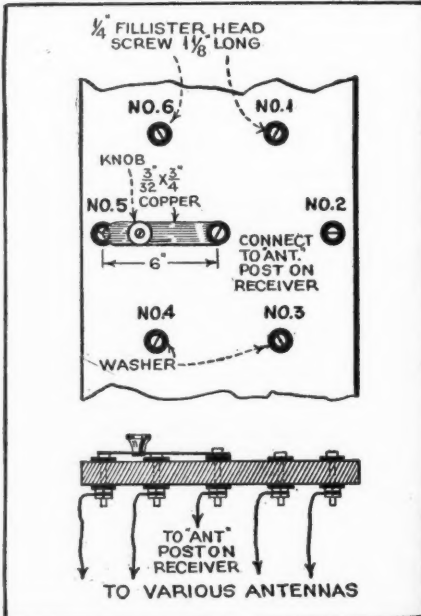 1/4" FILLISTER HEAD
SCREW 1 1/8" LONG
NO.6
NO.1
KNOB
3/32" X 3/4"
COPPER
NO.5
NO.2
6"
CONNECT
TO "ANT."
POST ON
RECEIVER
NO.4
NO.3
WASHER
TO "ANT"
POST ON
RECEIVER
TO VARIOUS ANTENNAS